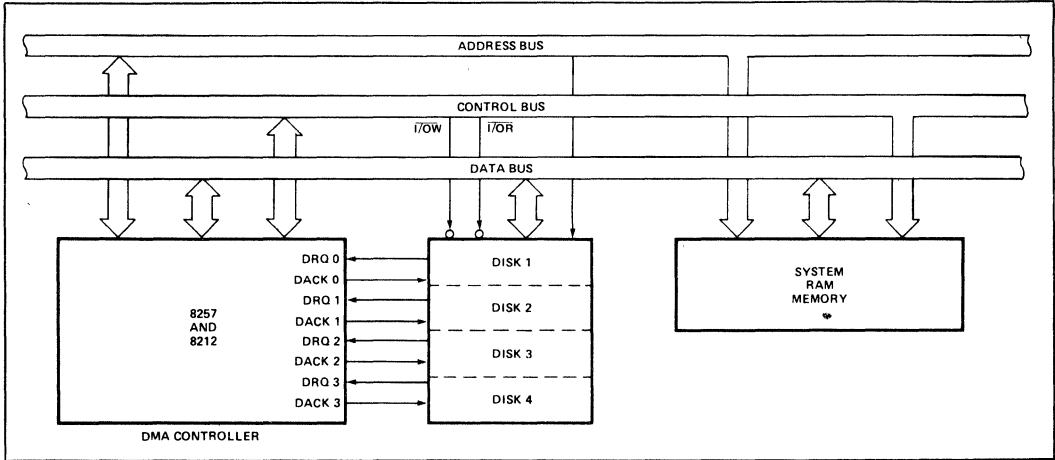 ADDRESS BUS
CONTROL BUS
I/OW I/OR
DATA BUS
DRQ 0
DACK 0
DRQ 1
DACK 1
DRQ 2
DACK 2
DRQ 3
DACK 3
8257
AND
8212
DMA CONTROLLER
DISK 1
DISK 2
DISK 3
DISK 4
SYSTEM
RAM
MEMORY